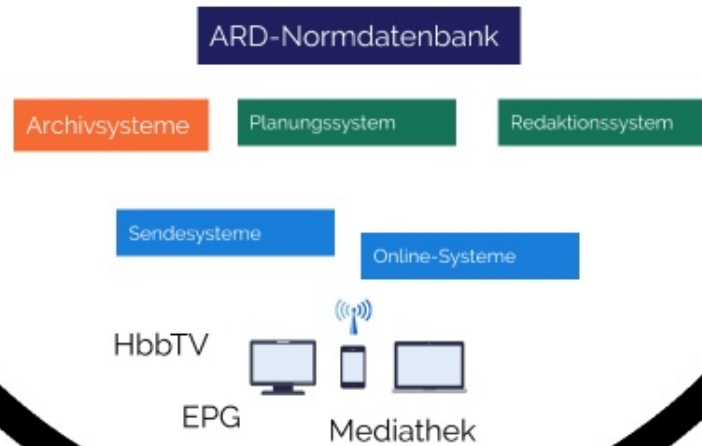 ARD-Normdatenbank
Archivsysteme
Planungssystem
Redaktionssystem
Sendesysteme
Online-Systeme
HbbTV
EPG
Mediathek